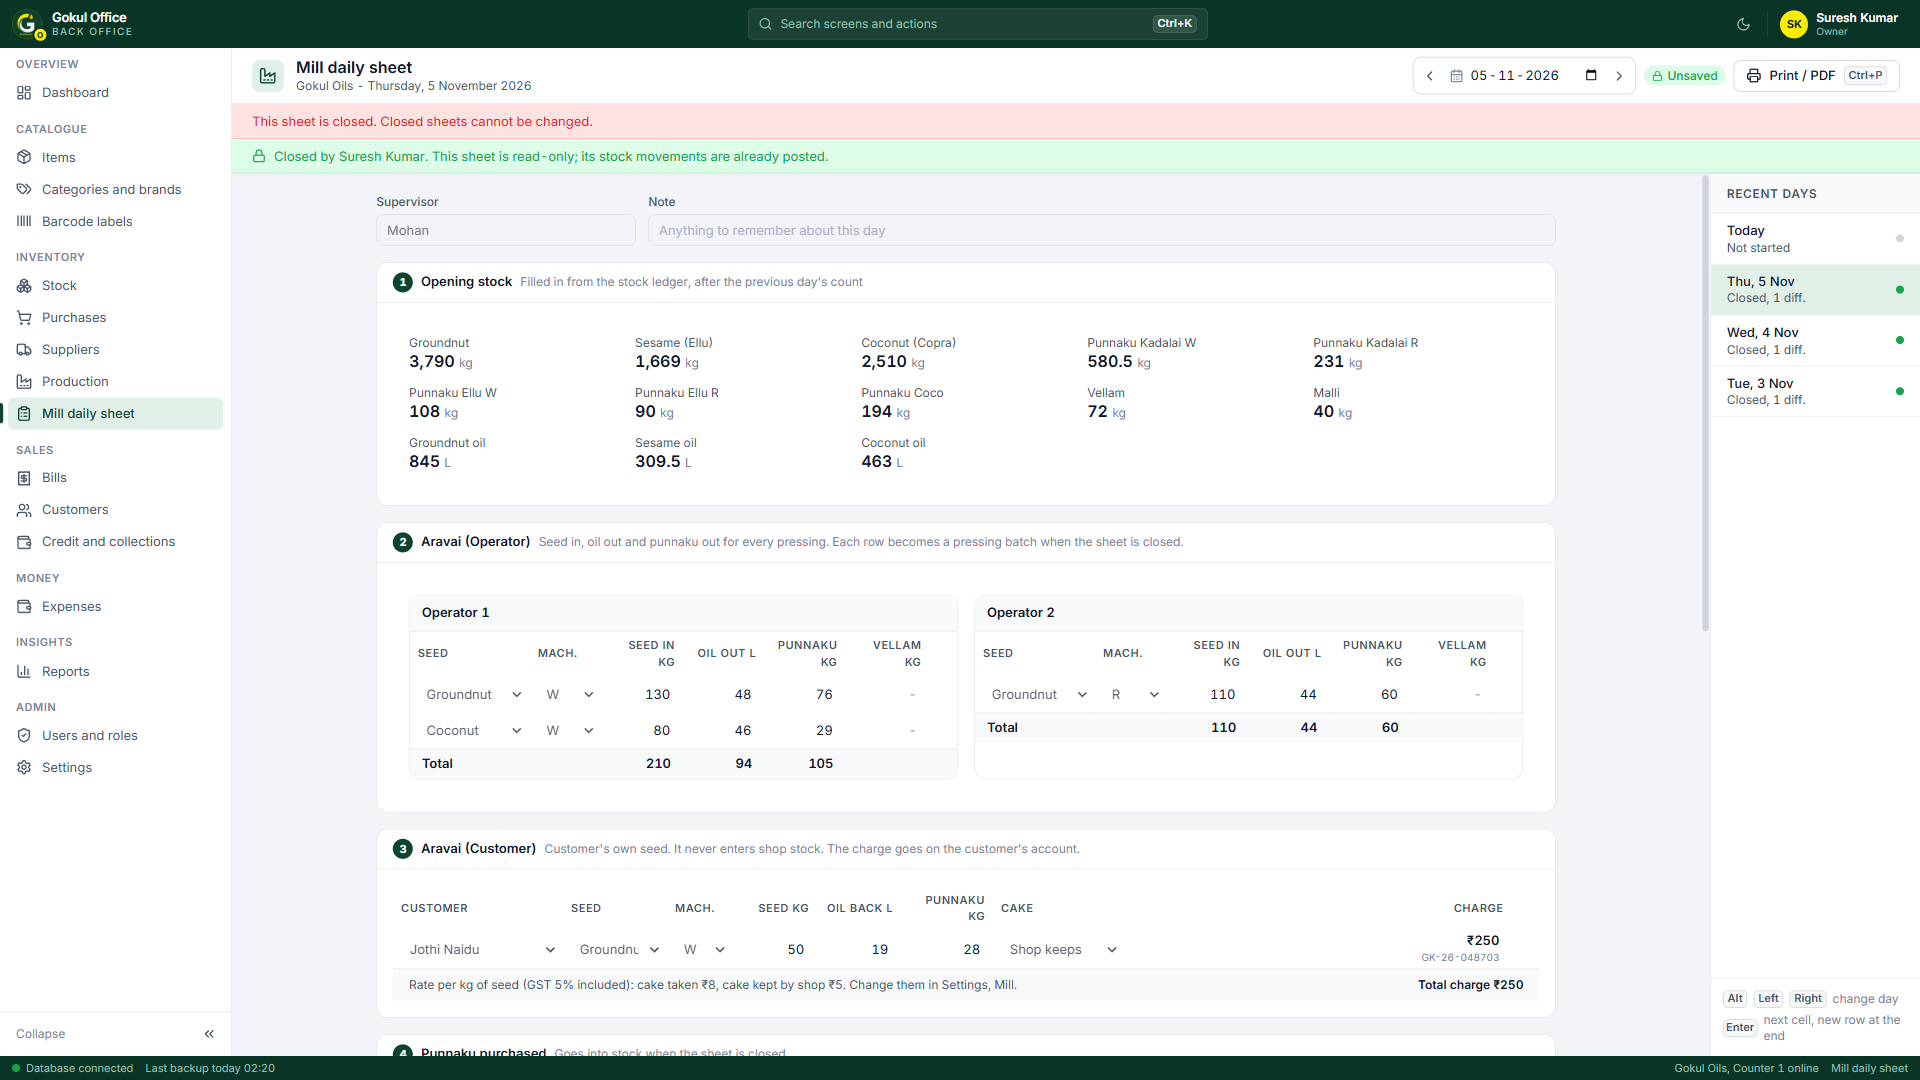 Gokul Office
BACK OFFICE
Search screens and actions
Ctrl+K
SK
Suresh Kumar
Owner
OVERVIEW
Dashboard
CATALOGUE
Items
Categories and brands
Barcode labels
INVENTORY
Stock
Purchases
Suppliers
Production
Mill daily sheet
SALES
Bills
Customers
Credit and collections
MONEY
Expenses
INSIGHTS
Reports
ADMIN
Users and roles
Settings
Collapse
Mill daily sheet
Gokul Oils - Thursday, 5 November 2026
05-11-2026
Unsaved
Print / PDF Ctrl+P
This sheet is closed. Closed sheets cannot be changed.
Closed by Suresh Kumar. This sheet is read-only; its stock movements are already posted.
Supervisor
Mohan
Note
Anything to remember about this day
1 Opening stock Filled in from the stock ledger, after the previous day's count
Groundnut
3,790 kg
Sesame (Ellu)
1,669 kg
Coconut (Copra)
2,510 kg
Punnaku Kadalai W
580.5 kg
Punnaku Kadalai R
231 kg
Punnaku Ellu W
108 kg
Punnaku Ellu R
90 kg
Punnaku Coco
194 kg
Vellam
72 kg
Malli
40 kg
Groundnut oil
845 L
Sesame oil
309.5 L
Coconut oil
463 L
2 Aravai (Operator) Seed in, oil out and punnaku out for every pressing. Each row becomes a pressing batch when the sheet is closed.
Operator 1
SEED MACH. SEED IN KG OIL OUT L PUNNAKU KG VELLAM KG
Groundnut W 130 48 76 -
Coconut W 80 46 29 -
Total 210 94 105
Operator 2
SEED MACH. SEED IN KG OIL OUT L PUNNAKU KG VELLAM KG
Groundnut R 110 44 60 -
Total 110 44 60
3 Aravai (Customer) Customer's own seed. It never enters shop stock. The charge goes on the customer's account.
CUSTOMER SEED MACH. SEED KG OIL BACK L PUNNAKU KG CAKE CHARGE
Jothi Naidu Groundnu W 50 19 28 Shop keeps ₹250
GK-26-048703
Rate per kg of seed (GST 5% included): cake taken ₹8, cake kept by shop ₹5. Change them in Settings, Mill. Total charge ₹250
4 Punnaku purchased Goes into stock when the sheet is closed
RECENT DAYS
Today
Not started
Thu, 5 Nov
Closed, 1 diff.
Wed, 4 Nov
Closed, 1 diff.
Tue, 3 Nov
Closed, 1 diff.
Alt Left Right change day
Enter next cell, new row at the end
Database connected Last backup today 02:20
Gokul Oils, Counter 1 online Mill daily sheet